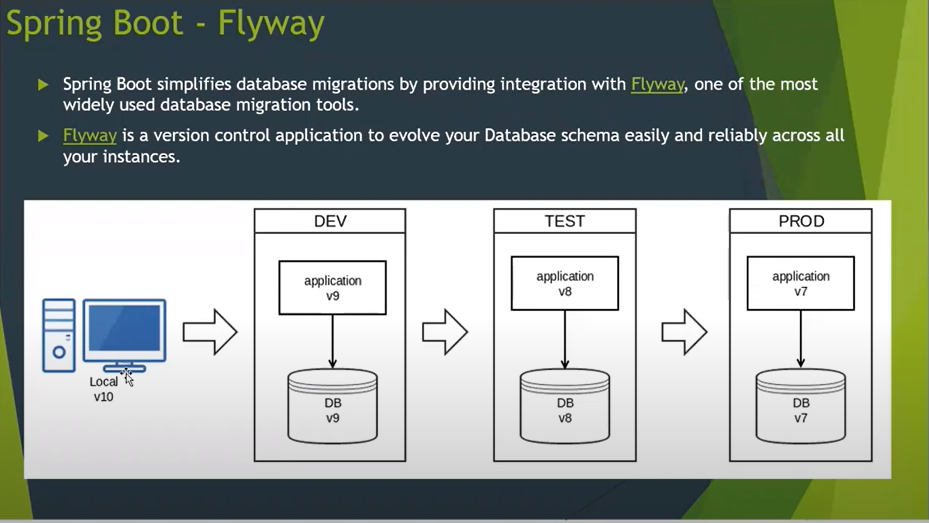 Spring Boot - Flyway
Spring Boot simplifies database migrations by providing integration with Flyway, one of the most
widely used database migration tools.
Flyway is a version control application to evolve your Database schema easily and reliably across all
your instances.
Local
v10
DEV
application
v9
DB
v9
TEST
application
v8
DB
v8
PROD
application
v7
DB
v7